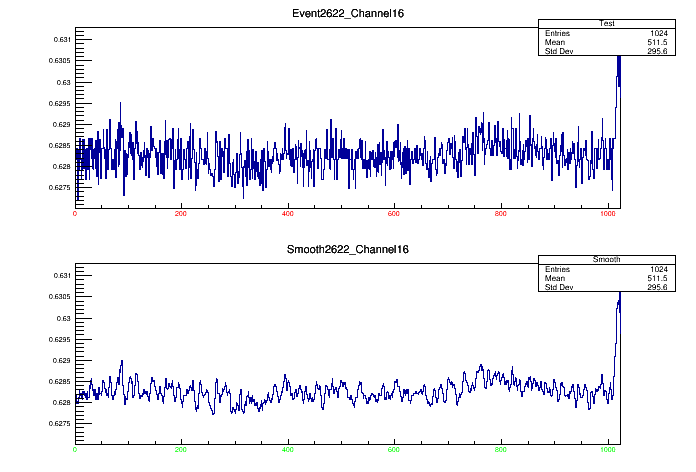 Event2622_Channel16
Test
Entries 1024
Mean 511.5
Std Dev 295.6
0.631
0.6305
0.63
0.6295
0.629
0.6285
0.628
0.6275
0 200 400 600 800 1000
Smooth2622_Channel16
Smooth
Entries 1024
Mean 511.5
Std Dev 295.6
0.631
0.6305
0.63
0.6295
0.629
0.6285
0.628
0.6275
0 200 400 600 800 1000